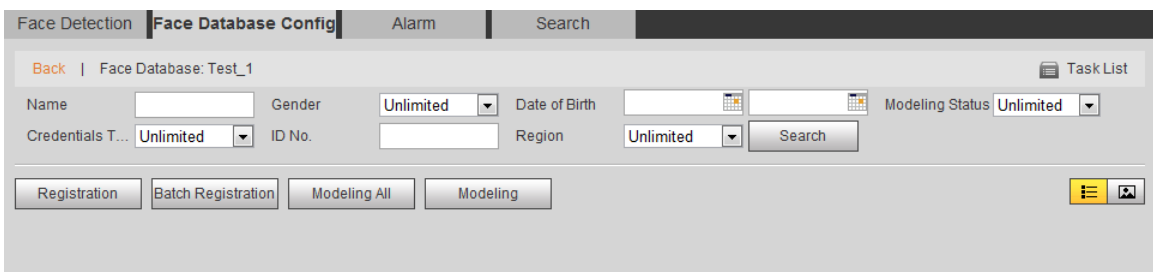 Face Detection Face Database Config Alarm Search
Back | Face Database: Test_1 Task List
Name Gender Unlimited Date of Birth Modeling Status Unlimited
Credentials T... Unlimited ID No. Region Unlimited Search
Registration Batch Registration Modeling All Modeling